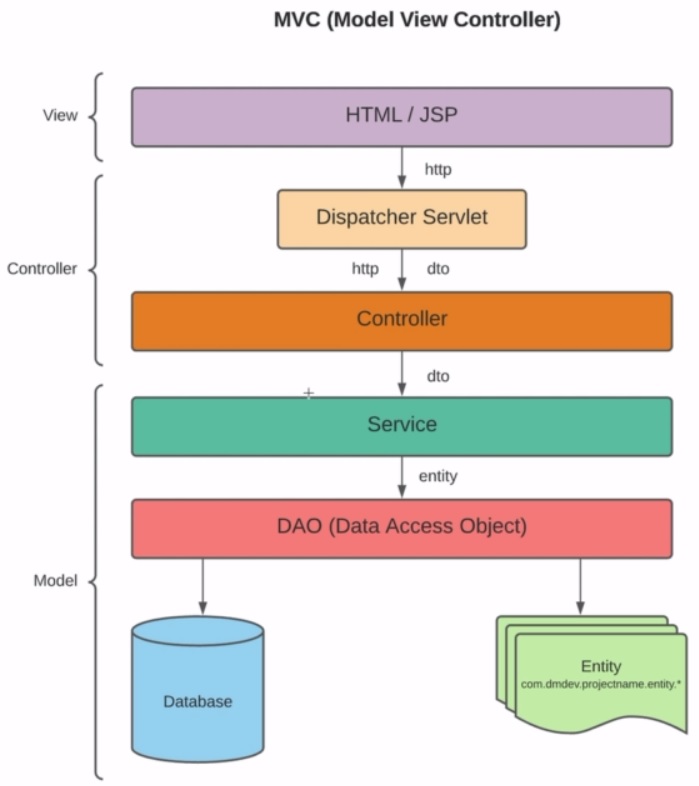 MVC (Model View Controller)
View
HTML / JSP
http
Dispatcher Servlet
Controller
http
dto
Controller
dto
Service
entity
DAO (Data Access Object)
Model
Database
Entity
com.dmdev.projectname.entity.*